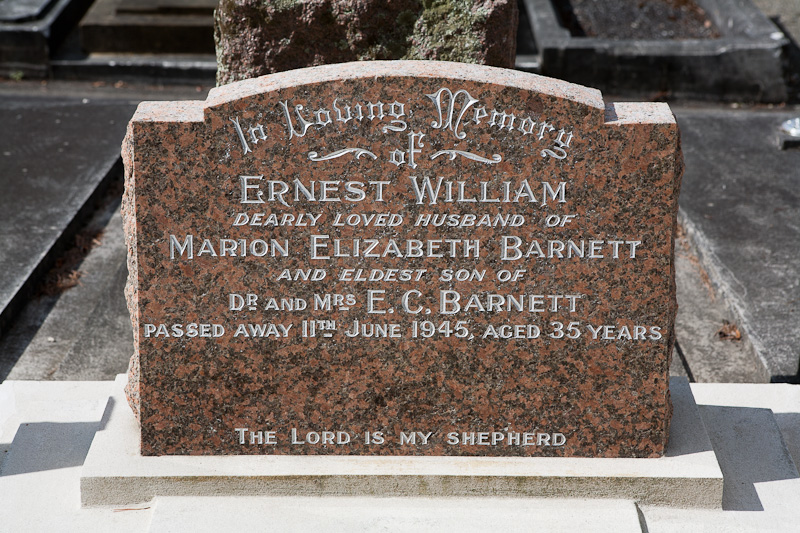 In Loving Memory
of
ERNEST WILLIAM
DEARLY LOVED HUSBAND OF
MARION ELIZABETH BARNETT
AND ELDEST SON OF
DR AND MRS E. C. BARNETT
PASSED AWAY 11TH JUNE 1945, AGED 35 YEARS
THE LORD IS MY SHEPHERD